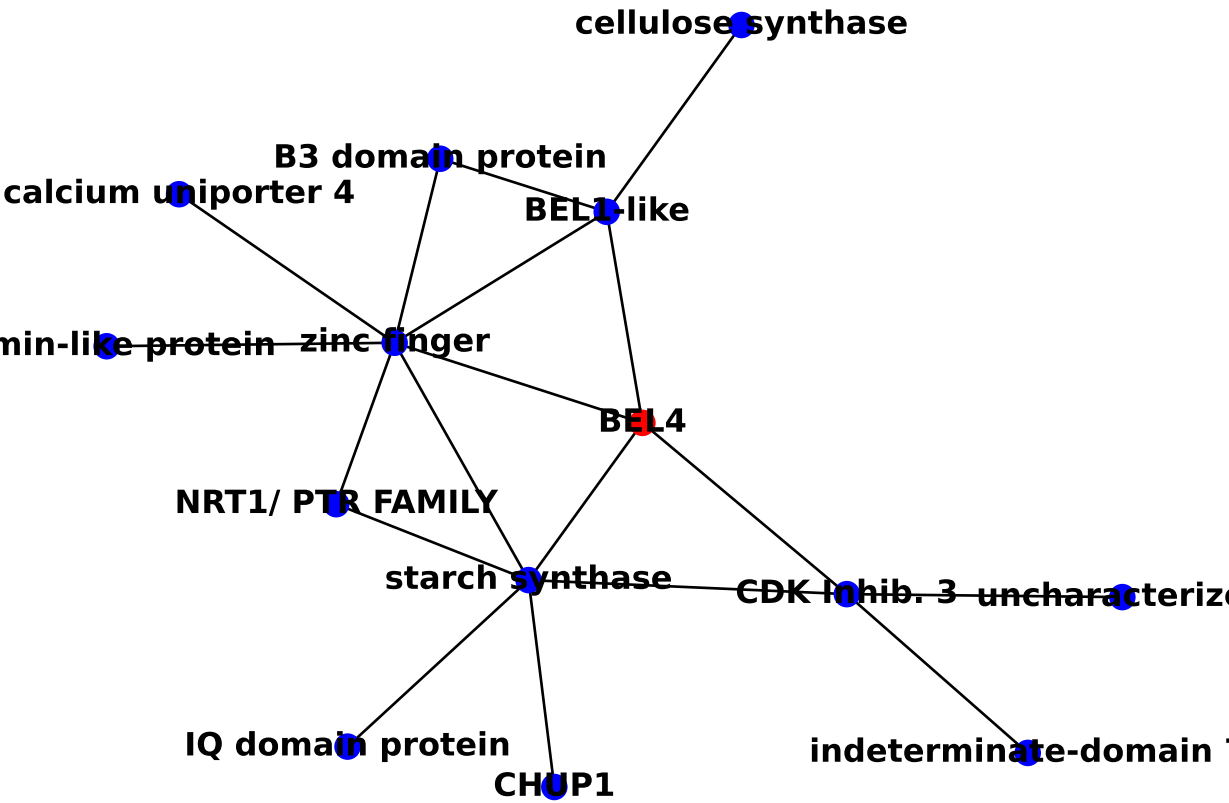 cellulose synthase
B3 domain protein
calcium uniporter 4
BEL1-like
min-like protein
zinc finger
BEL4
NRT1/ PTR FAMILY
starch synthase
CDK Inhib. 3
IQ domain protein
indeterminate-domain
CHUP1